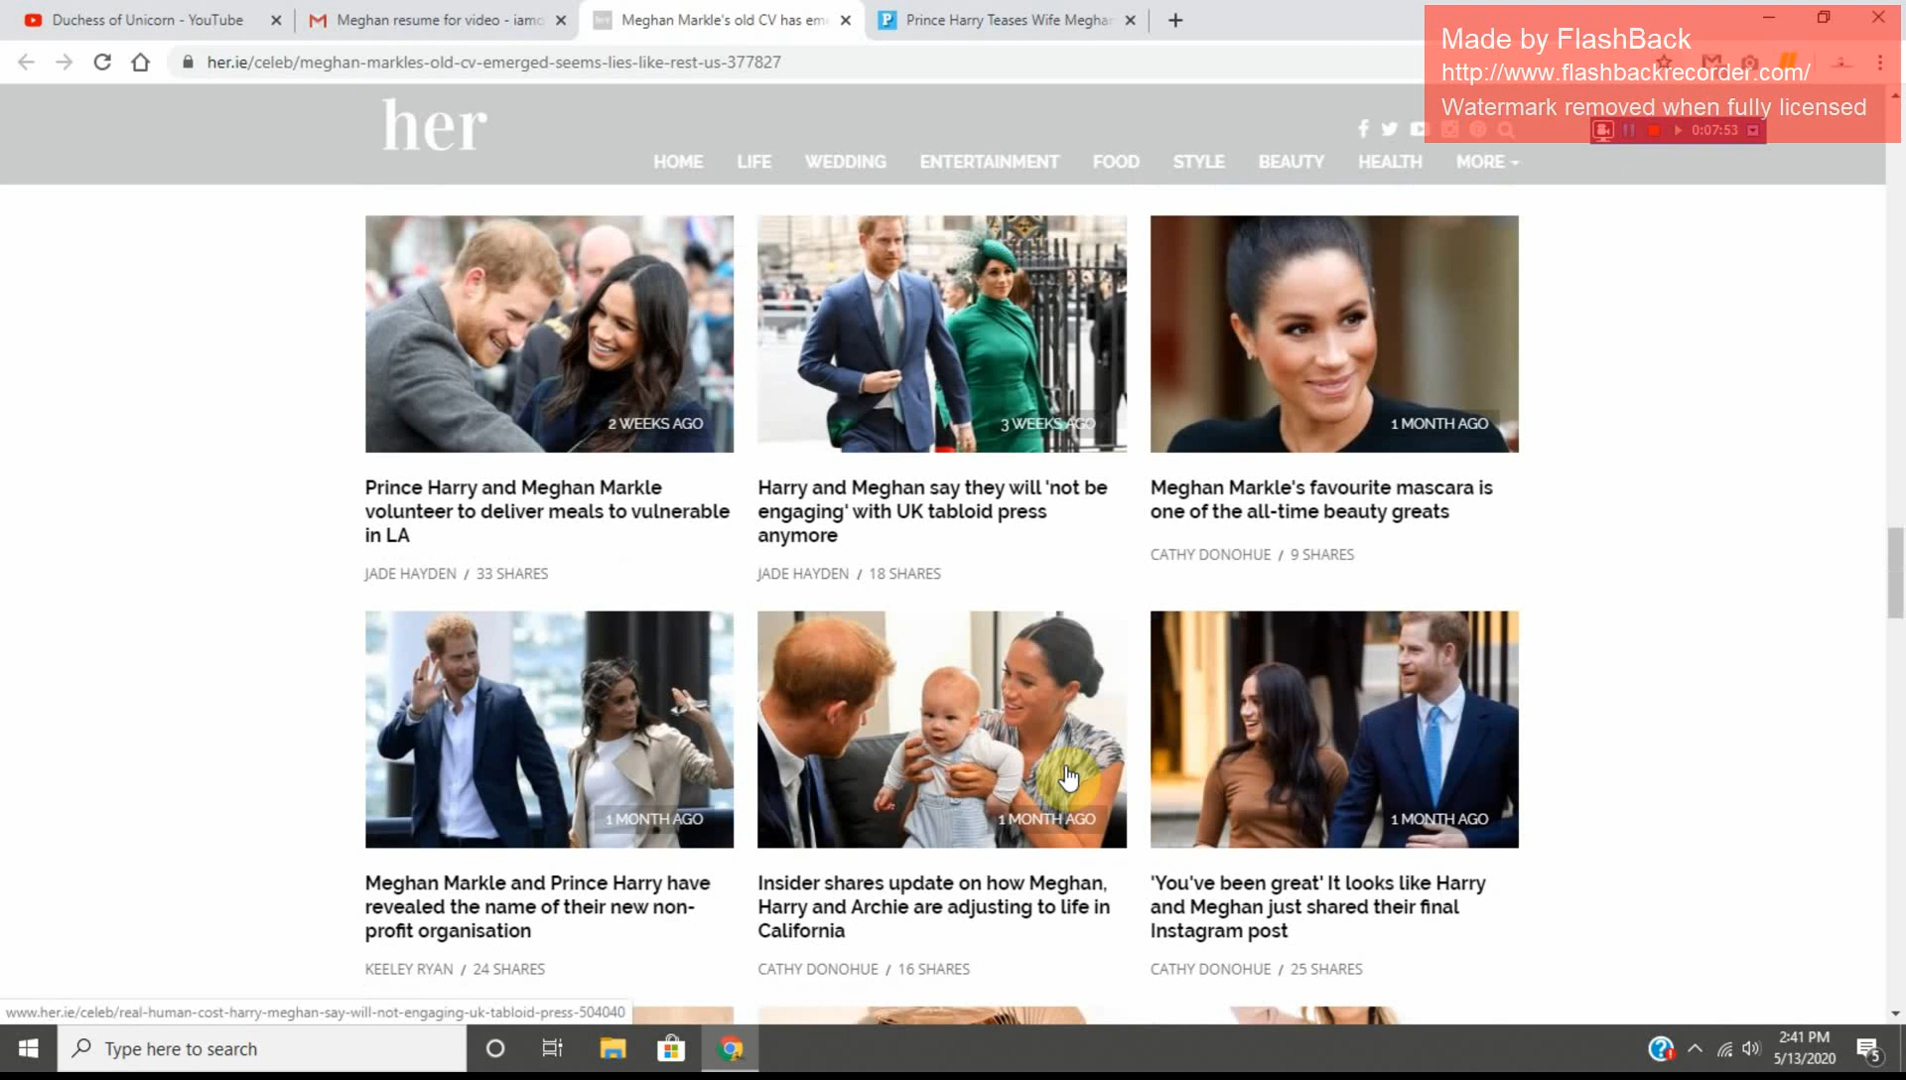 Duchess of Unicorn - YouTube
Meghan resume for video - iamo
Meghan Markle's old CV has em
Prince Harry Teases Wife Megha
her.ie/celeb/meghan-markles-old-cv-emerged-seems-lies-like-rest-us-377827
Made by FlashBack
http://www.flashbackrecorder.com/
Watermark removed when fully licensed
0:07:53
her
HOME LIFE WEDDING ENTERTAINMENT FOOD STYLE BEAUTY HEALTH MORE
2 WEEKS AGO
3 WEEKS AGO
1 MONTH AGO
Prince Harry and Meghan Markle
volunteer to deliver meals to vulnerable
in LA
JADE HAYDEN / 33 SHARES
Harry and Meghan say they will 'not be
engaging' with UK tabloid press
anymore
JADE HAYDEN / 18 SHARES
Meghan Markle's favourite mascara is
one of the all-time beauty greats
CATHY DONOHUE / 9 SHARES
1 MONTH AGO
1 MONTH AGO
1 MONTH AGO
Meghan Markle and Prince Harry have
revealed the name of their new non-
profit organisation
KEELEY RYAN / 24 SHARES
Insider shares update on how Meghan,
Harry and Archie are adjusting to life in
California
CATHY DONOHUE / 16 SHARES
'You've been great' It looks like Harry
and Meghan just shared their final
Instagram post
CATHY DONOHUE / 25 SHARES
www.her.ie/celeb/real-human-cost-harry-meghan-say-will-not-engaging-uk-tabloid-press-504040
Type here to search
2:41 PM
5/13/2020
5